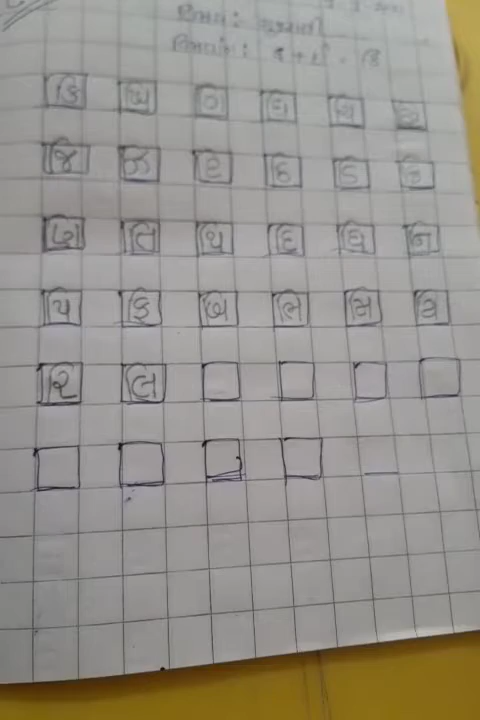 વિષય: ગુજરાતી
કિ ખિ ગિ ઘિ ચિ છિ
જિ ઝિ ટિ ઠિ ડિ ઢિ
ણિ તિ થિ દિ ધિ નિ
પિ ફિ બિ ભિ મિ યિ
રિ લિ